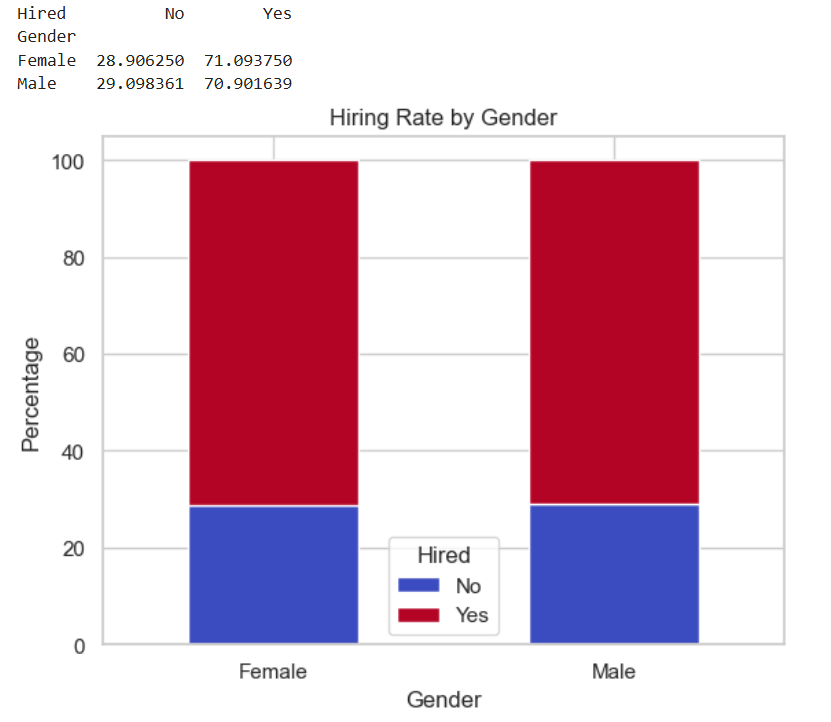 Hired No Yes
Gender
Female 28.906250 71.093750
Male 29.098361 70.901639
Hiring Rate by Gender
100
80
60
40
20
0
Percentage
Hired
No
Yes
Female Male
Gender